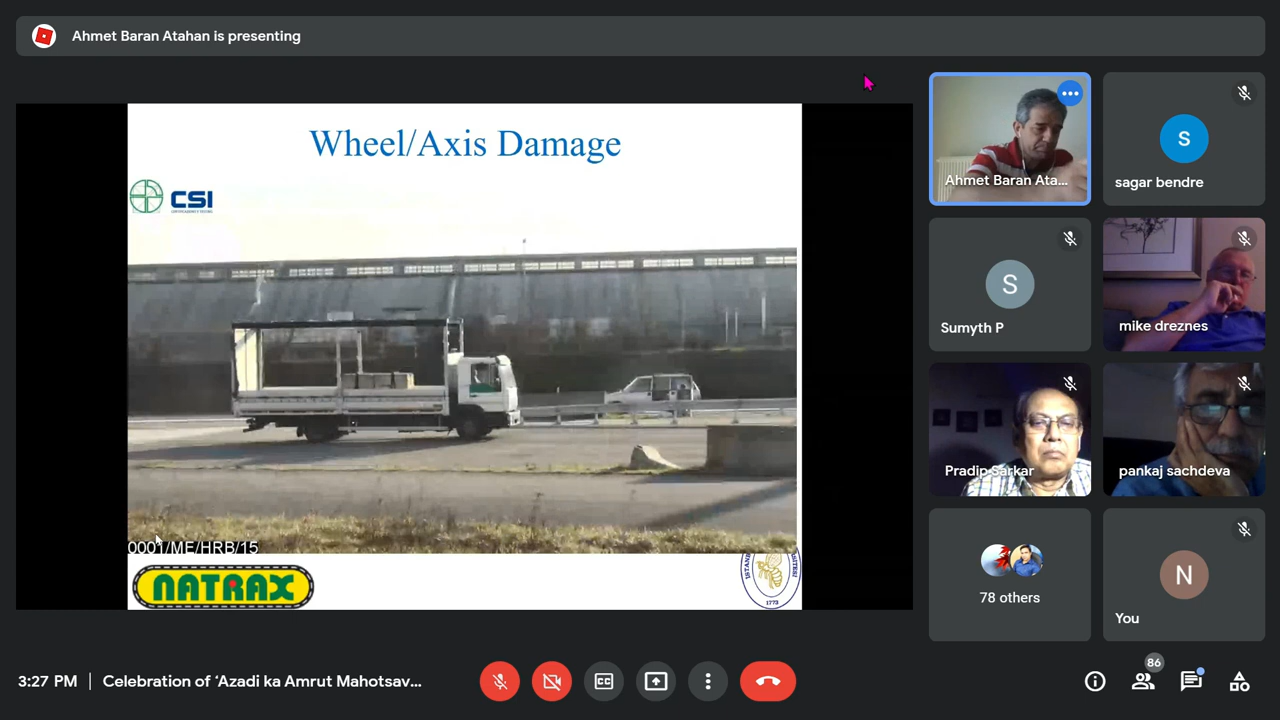 Ahmet Baran Atahan is presenting
Wheel/Axis Damage
CSI
0001/ME/HRB/15
NATRAX
1773
Ahmet Baran Ata...
S
sagar bendre
S
Sumyth P
mike dreznes
Pradip Sarkar
pankaj sachdeva
78 others
N
You
3:27 PM | Celebration of 'Azadi ka Amrut Mahotsav...
86